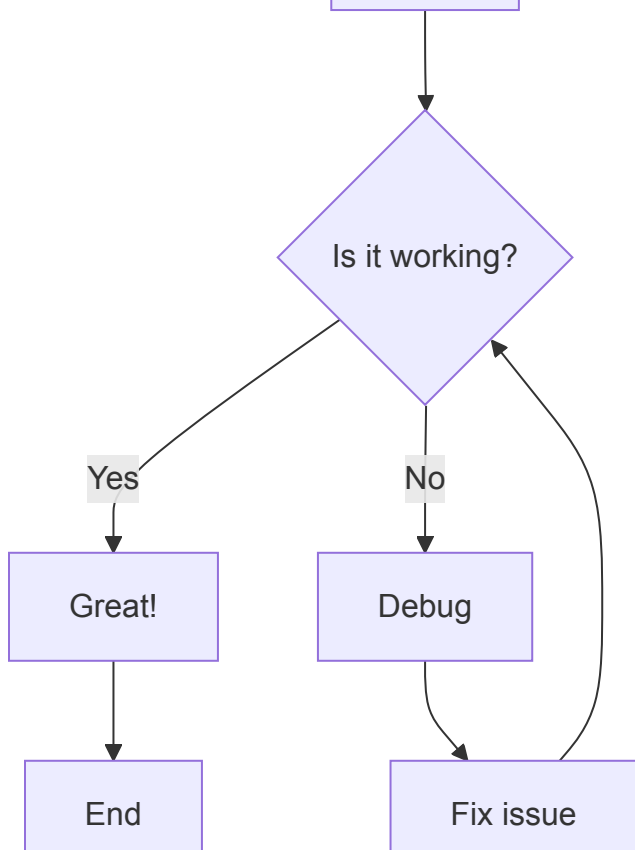 Is it working?
Yes
No
Great!
Debug
End
Fix issue